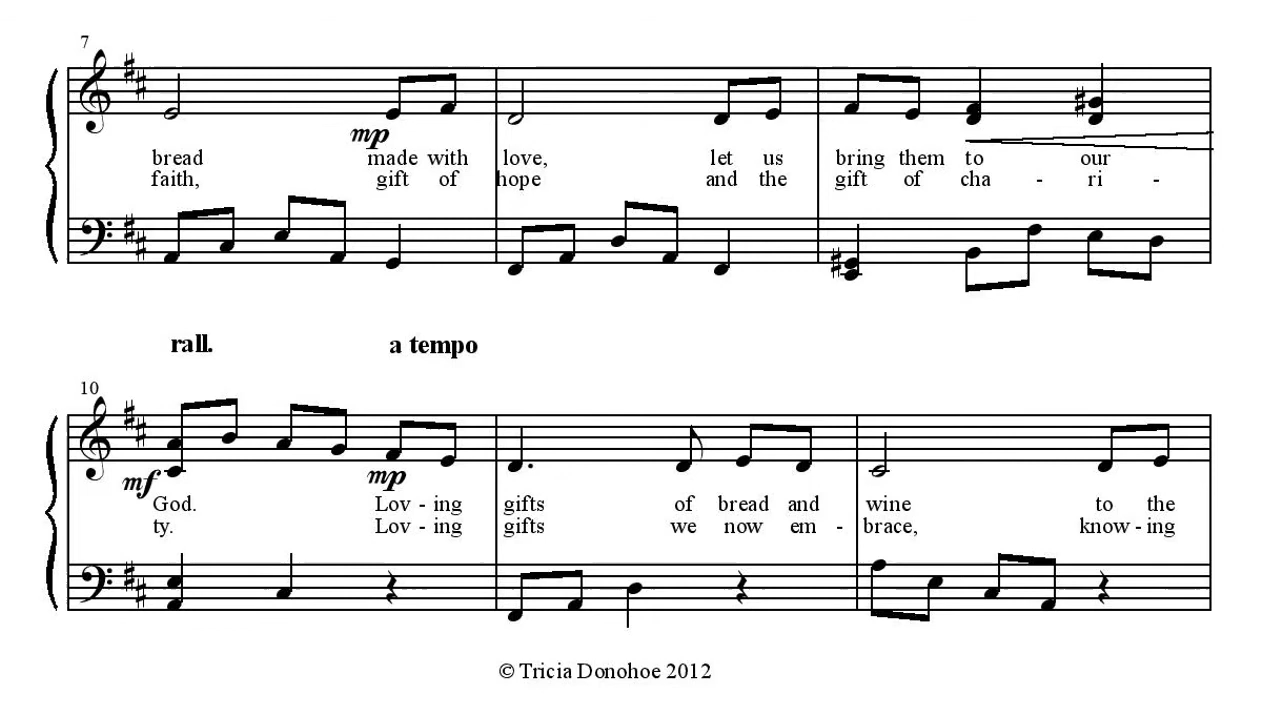 7
mp
bread made with love, let us bring them to our
faith, gift of hope and the gift of cha - ri -
rall. a tempo
10
mf mp
God. Lov - ing gifts of bread and wine to the
ty. Lov - ing gifts we now em - brace, know - ing
© Tricia Donohoe 2012